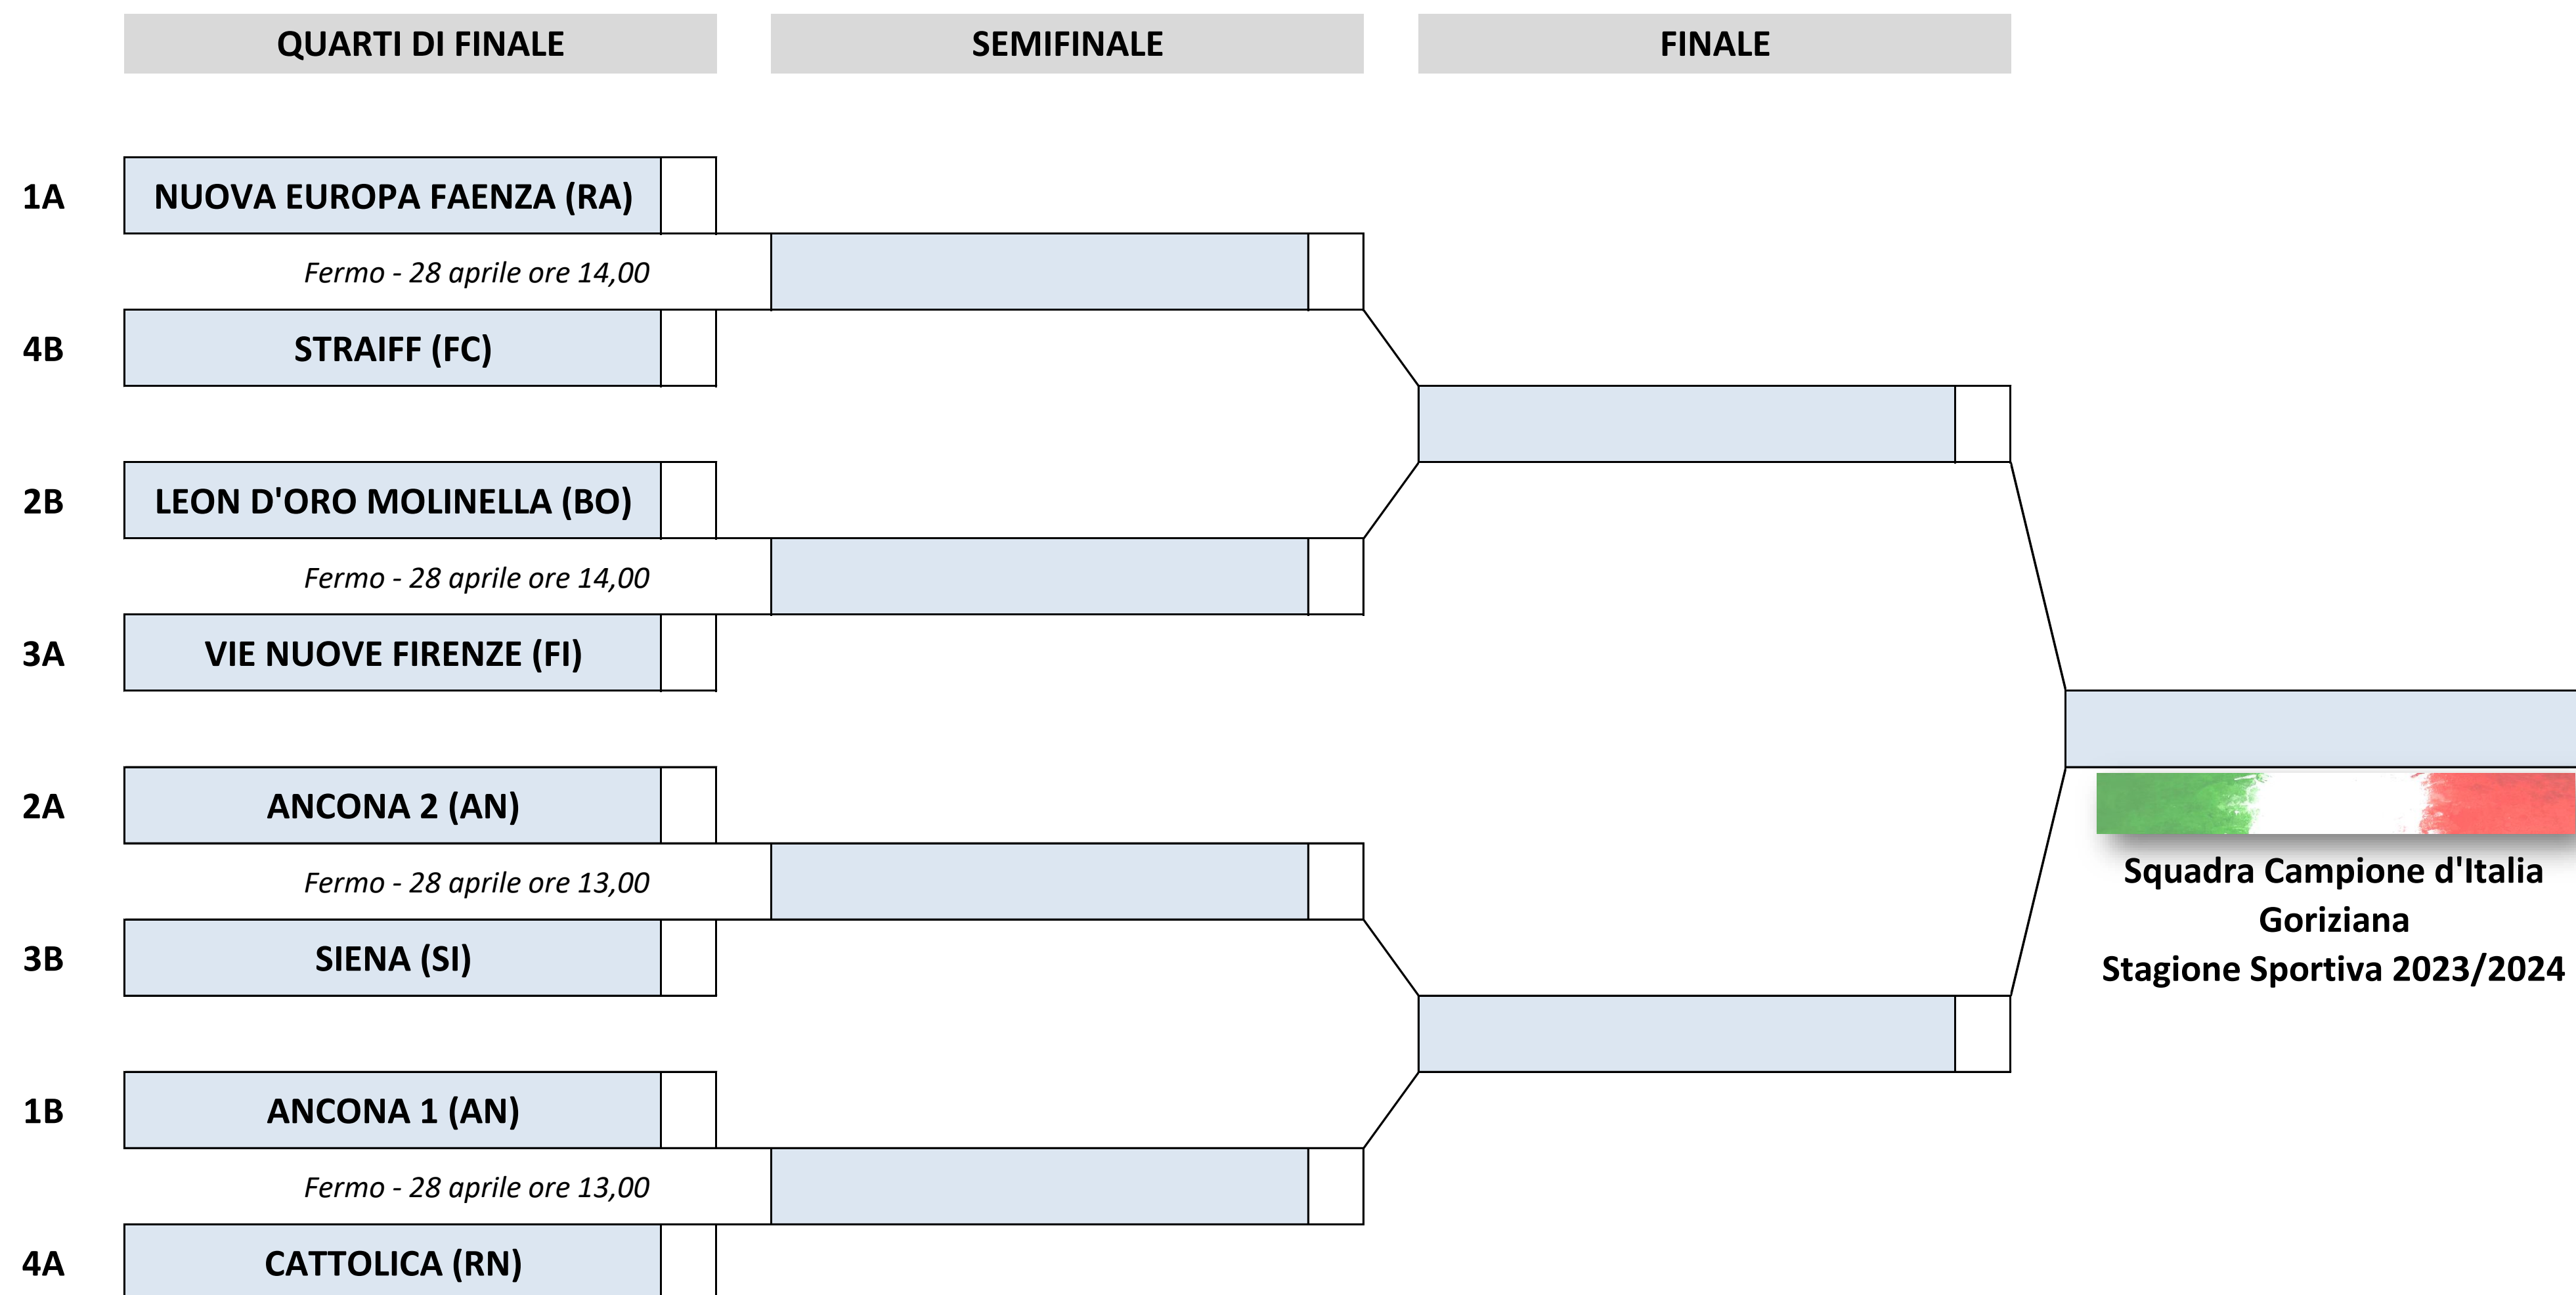 QUARTI DI FINALE
SEMIFINALE
FINALE
1A
NUOVA EUROPA FAENZA (RA)
Fermo - 28 aprile ore 14,00
4B
STRAIFF (FC)
2B
LEON D'ORO MOLINELLA (BO)
Fermo - 28 aprile ore 14,00
3A
VIE NUOVE FIRENZE (FI)
2A
ANCONA 2 (AN)
Fermo - 28 aprile ore 13,00
3B
SIENA (SI)
1B
ANCONA 1 (AN)
Fermo - 28 aprile ore 13,00
4A
CATTOLICA (RN)
Squadra Campione d'Italia
Goriziana
Stagione Sportiva 2023/2024